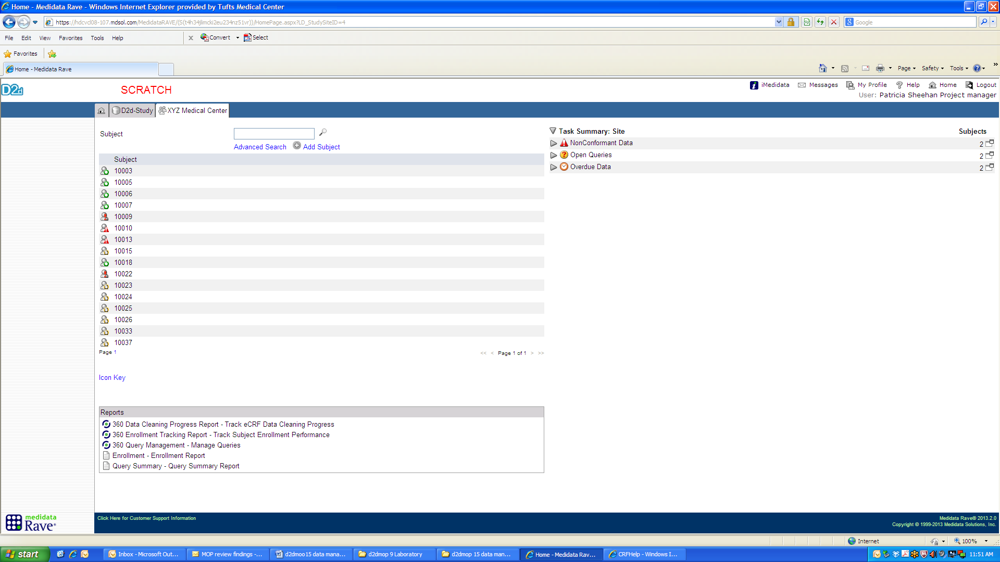 Home - Medidata Rave - Windows Internet Explorer provided by Tufts Medical Center
https://hdcvcl08-107.mdsol.com/MedidataRAVE/(S(t4h34jlimcki2eu234nz51vr))/HomePage.aspx?LD_StudySiteID=4
Google
File Edit View Favorites Tools Help
x Convert Select
Favorites
Home - Medidata Rave
Page Safety Tools
D2d
SCRATCH
iMedidata Messages My Profile Help Home Logout
User: Patricia Sheehan Project manager
D2d-Study XYZ Medical Center
Subject
Advanced Search Add Subject
Subject
10003
10005
10006
10007
10009
10010
10013
10015
10018
10022
10023
10024
10025
10026
10033
10037
Page 1
<< < Page 1 of 1 > >>
Task Summary: Site Subjects
NonConformant Data 2
Open Queries 2
Overdue Data 2
Icon Key
Reports
360 Data Cleaning Progress Report - Track eCRF Data Cleaning Progress
360 Enrollment Tracking Report - Track Subject Enrollment Performance
360 Query Management - Manage Queries
Enrollment - Enrollment Report
Query Summary - Query Summary Report
medidata
Rave®
Click Here for Customer Support Information
Medidata Rave® 2013.2.0
Copyright © 1999-2013 Medidata Solutions, Inc.
Internet 100%
start
Inbox - Microsoft Out...
MOP review findings -...
d2dmoo15 data mana...
d2dmop 9 Laboratory
d2dmop 15 data man...
Home - Medidata Rav...
CRFHelp - Windows I...
11:51 AM